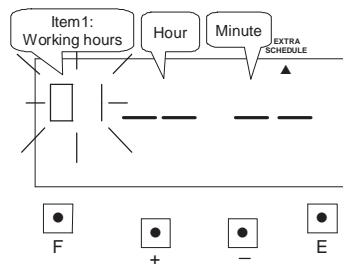 Item1:
Working hours
Hour
Minute
EXTRA
SCHEDULE
F
+
−
E